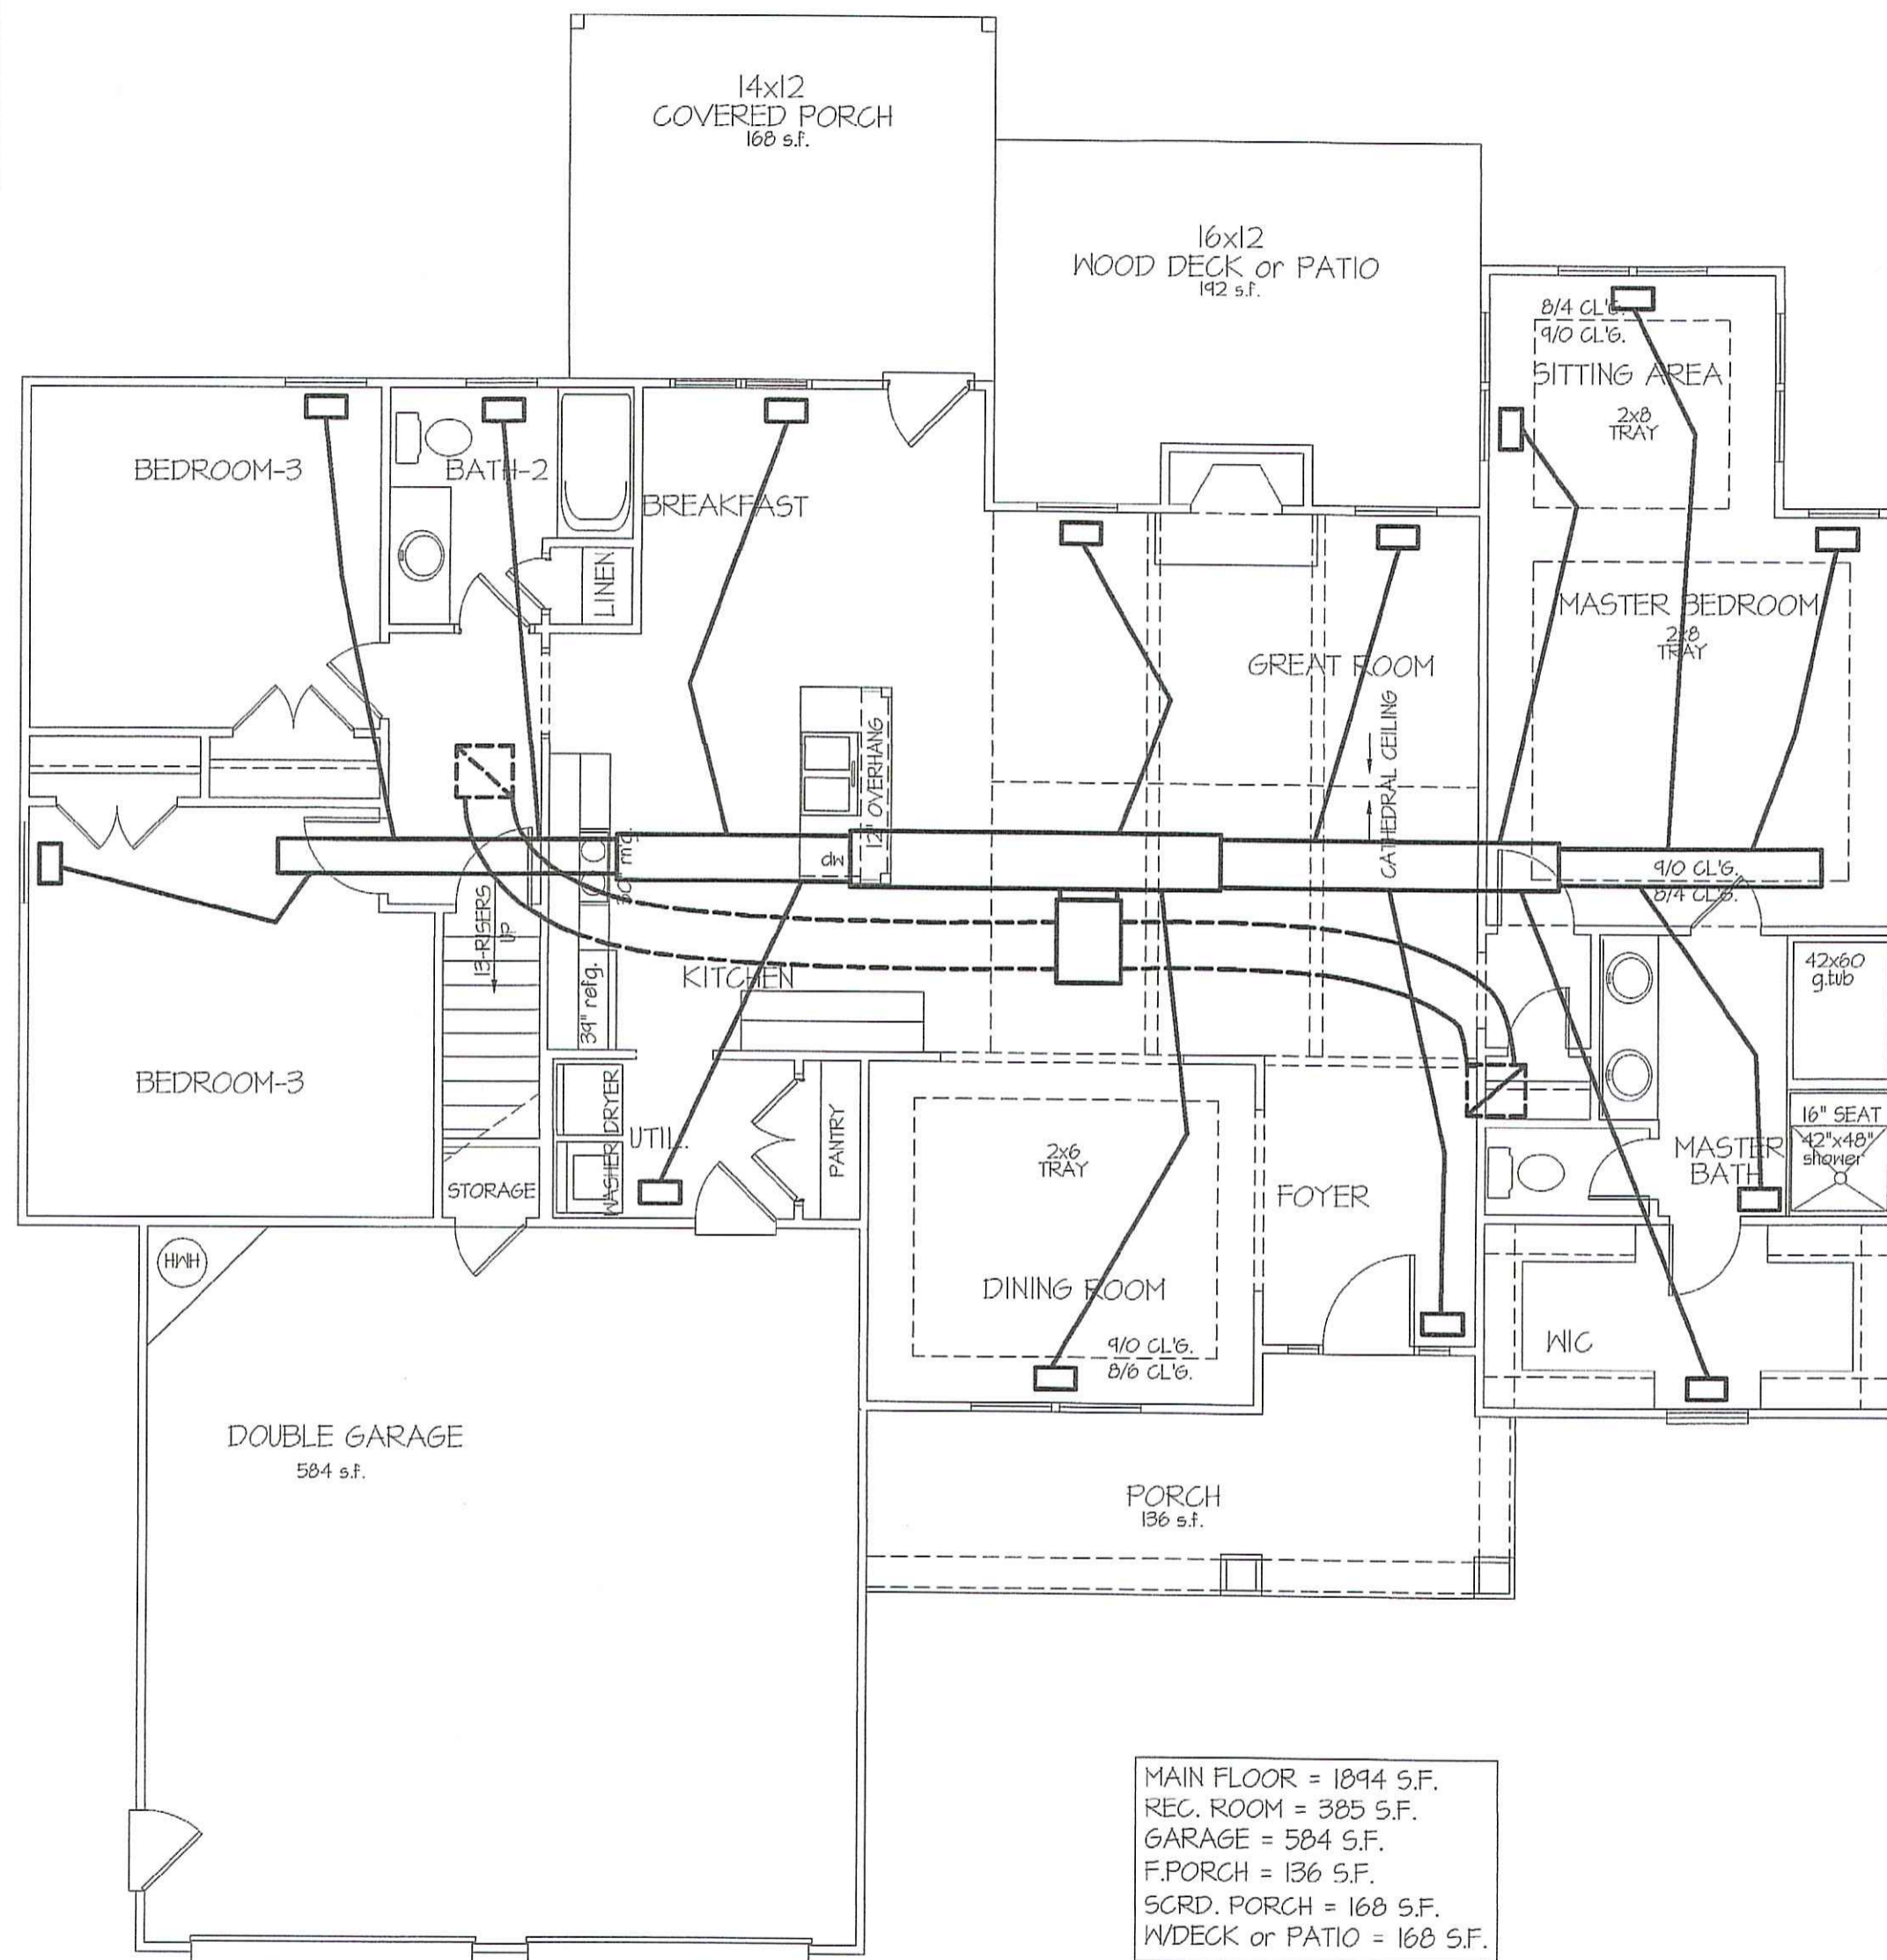 14x12
COVERED PORCH
168 s.f.
16x12
WOOD DECK or PATIO
192 s.f.
8/4 CL'G.
9/0 CL'G.
SITTING AREA
2x8
TRAY
BEDROOM-3
BATH-2
BREAKFAST
LINEN
MASTER BEDROOM
2x8
TRAY
GREAT ROOM
CATHEDRAL CEILING
12" OVERHANG
dw
9/0 CL'G.
8/4 CL'G.
13-RISERS
UP
39" refg.
KITCHEN
42x60
g.tub
BEDROOM-3
DRYER
WASHER
UTIL.
PANTRY
STORAGE
2x6
TRAY
FOYER
16" SEAT
42"x48"
shower
MASTER
BATH
HWH
DINING ROOM
9/0 CL'G.
8/6 CL'G.
WIC
DOUBLE GARAGE
584 s.f.
PORCH
136 s.f.
MAIN FLOOR = 1894 S.F.
REC. ROOM = 385 S.F.
GARAGE = 584 S.F.
F.PORCH = 136 S.F.
SCRD. PORCH = 168 S.F.
W/DECK or PATIO = 168 S.F.